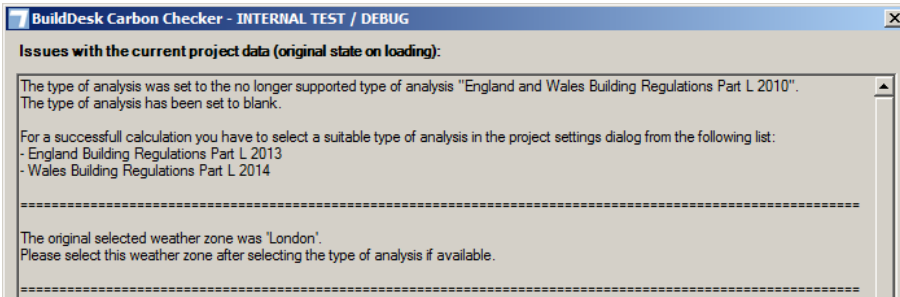 BuildDesk Carbon Checker - INTERNAL TEST / DEBUG
Issues with the current project data (original state on loading):
The type of analysis was set to the no longer supported type of analysis "England and Wales Building Regulations Part L 2010".
The type of analysis has been set to blank.
For a successfull calculation you have to select a suitable type of analysis in the project settings dialog from the following list:
- England Building Regulations Part L 2013
- Wales Building Regulations Part L 2014
The original selected weather zone was 'London'.
Please select this weather zone after selecting the type of analysis if available.